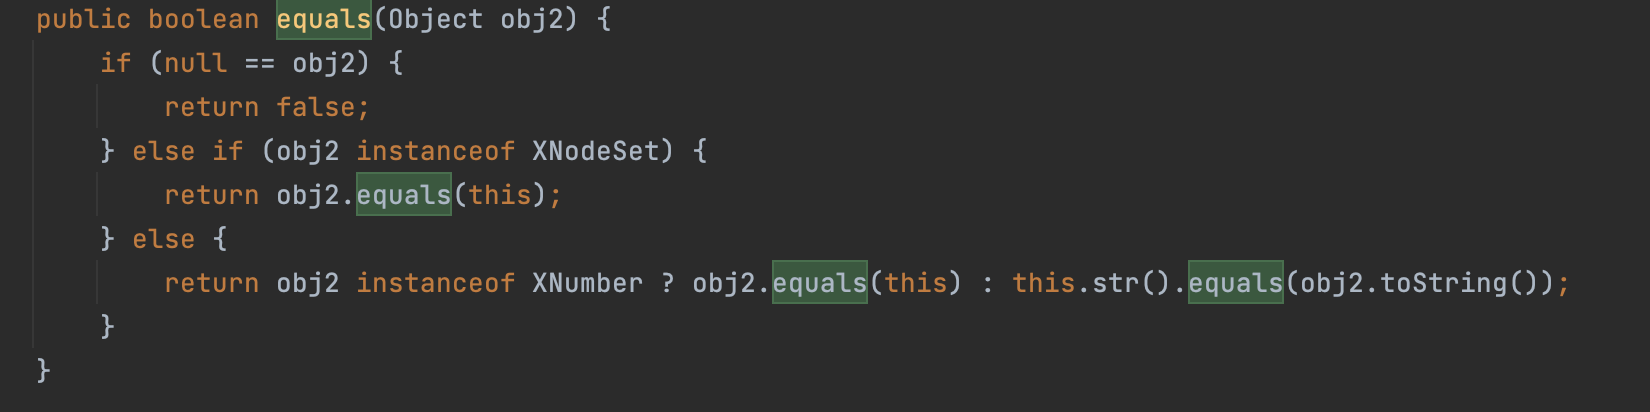 public boolean equals(Object obj2) {
if (null == obj2) {
return false;
} else if (obj2 instanceof XNodeSet) {
return obj2.equals(this);
} else {
return obj2 instanceof XNumber ? obj2.equals(this) : this.str().equals(obj2.toString());
}
}